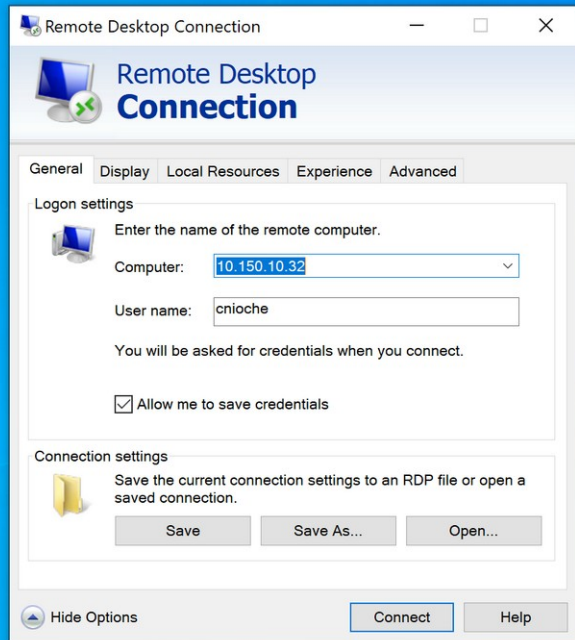 Remote Desktop Connection
Remote Desktop
Connection
General Display Local Resources Experience Advanced
Logon settings
Enter the name of the remote computer.
Computer: 10.150.10.32
User name: cnioche
You will be asked for credentials when you connect.
Allow me to save credentials
Connection settings
Save the current connection settings to an RDP file or open a
saved connection.
Save Save As... Open...
Hide Options Connect Help